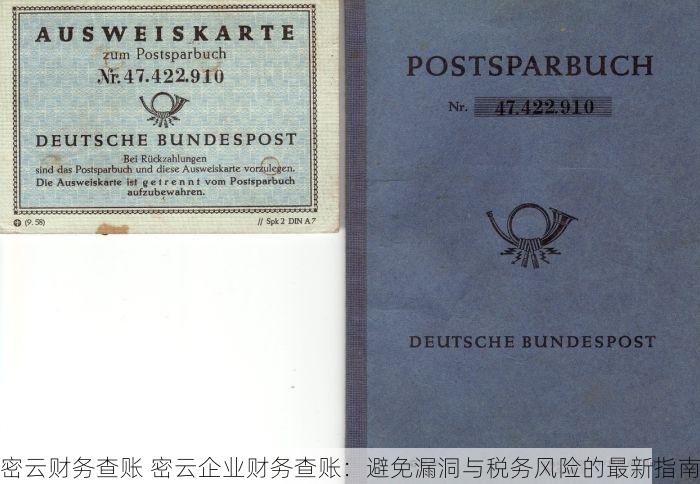 AUSWEISKARTE
zum Postsparbuch
Nr. 47.422.910
DEUTSCHE BUNDESPOST
Bei Rückzahlungen
sind das Postsparbuch und diese Ausweiskarte vorzulegen.
Die Ausweiskarte ist getrennt vom Postsparbuch
aufzubewahren.
(9. 58)
// Spk 2 DIN A 7
POSTSPARBUCH
Nr. 47.422.910
DEUTSCHE BUNDESPOST
密云财务查账 密云企业财务查账：避免漏洞与税务风险的最新指南